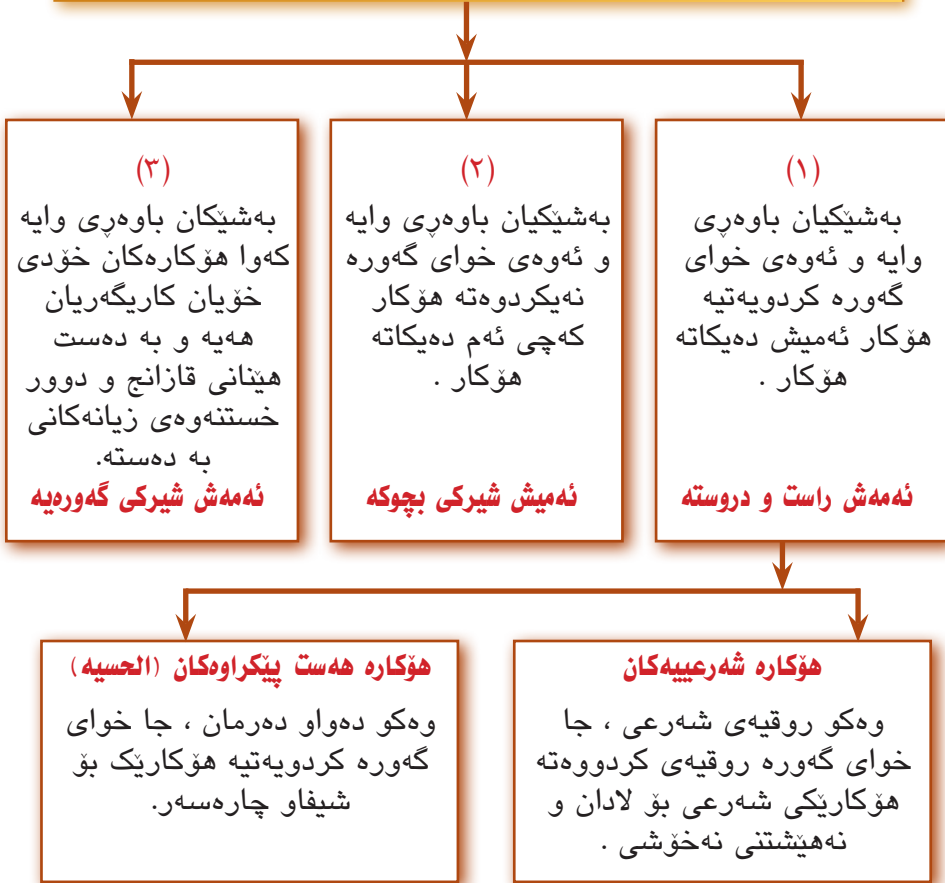 (١)
بەشێکیان باوەڕی
وایە و ئەوەی خوای
گەورە کردویەتیە
هۆکار ئەمیش دەیکاتە
هۆکار .
ئەمەش راست و دروستە
(٢)
بەشێکیان باوەڕی وایە
و ئەوەی خوای گەورە
نەیکردوەتە هۆکار
کەچی ئەم دەیکاتە
هۆکار .
ئەمیش شیرکی بچوکە
(٣)
بەشێکان باوەڕی وایە
کەوا هۆکارەکان خۆدی
خۆیان کاریگەریان
هەیە و بە دەست
هێنانی قازانج و دوور
خستنەوەی زیانەکانی
بە دەستە.
ئەمەش شیرکی گەورەیە
هۆکارە شەرعییەکان
وەکو روقیەی شەرعی ، جا
خوای گەورە روقیەی کردووەتە
هۆکارێکی شەرعی بۆ لادان و
نەهێشتنی نەخۆشی .
هۆکارە هەست پێکراوەکان (الحسیە)
وەکو دەواو دەرمان ، جا خوای
گەورە کردویەتیە هۆکارێک بۆ
شیفاو چارەسەر.